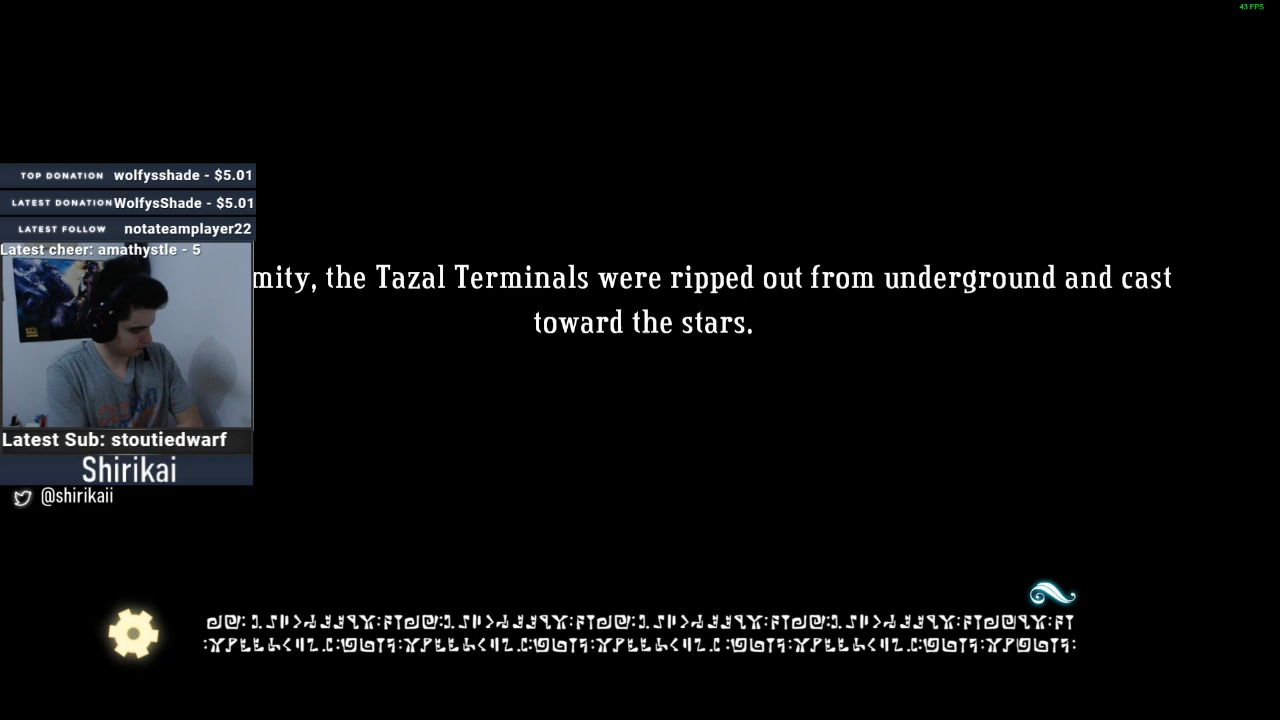 43 FPS
TOP DONATION wolfysshade - $5.01
LATEST DONATION WolfysShade - $5.01
LATEST FOLLOW notateamplayer22
Latest cheer: amathystle - 5
mity, the Tazal Terminals were ripped out from underground and cast
toward the stars.
Latest Sub: stoutiedwarf
Shirikai
@shirikaii